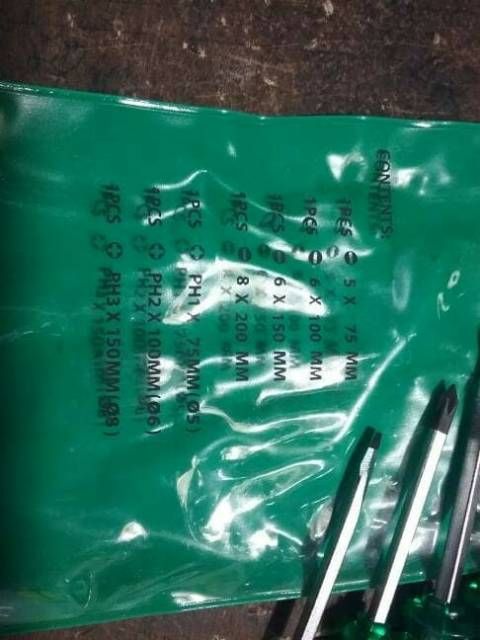 CONTENTS:
1PCS ⊖ 5 X 75 MM
1PCS ⊖ 6 X 100 MM
1PCS ⊖ 6 X 150 MM
1PCS ⊖ 8 X 200 MM
1PCS ⊕ PH1 X 75MM(Ø5)
1PCS ⊕ PH2 X 100MM(Ø6)
1PCS ⊕ PH3 X 150MM(Ø8)